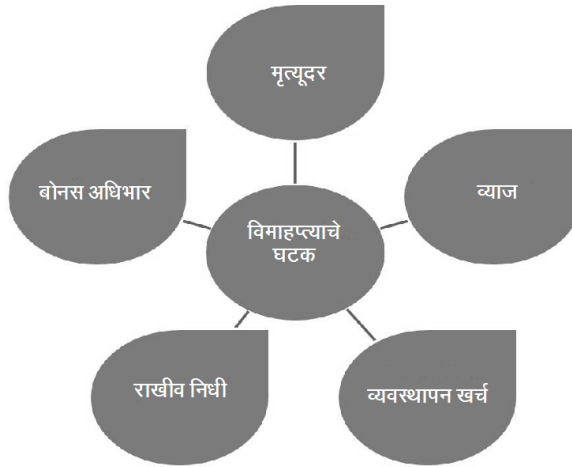 मृत्यूदर
बोनस अधिभार
व्याज
विमाहप्त्याचे
घटक
राखीव निधी
व्यवस्थापन खर्च